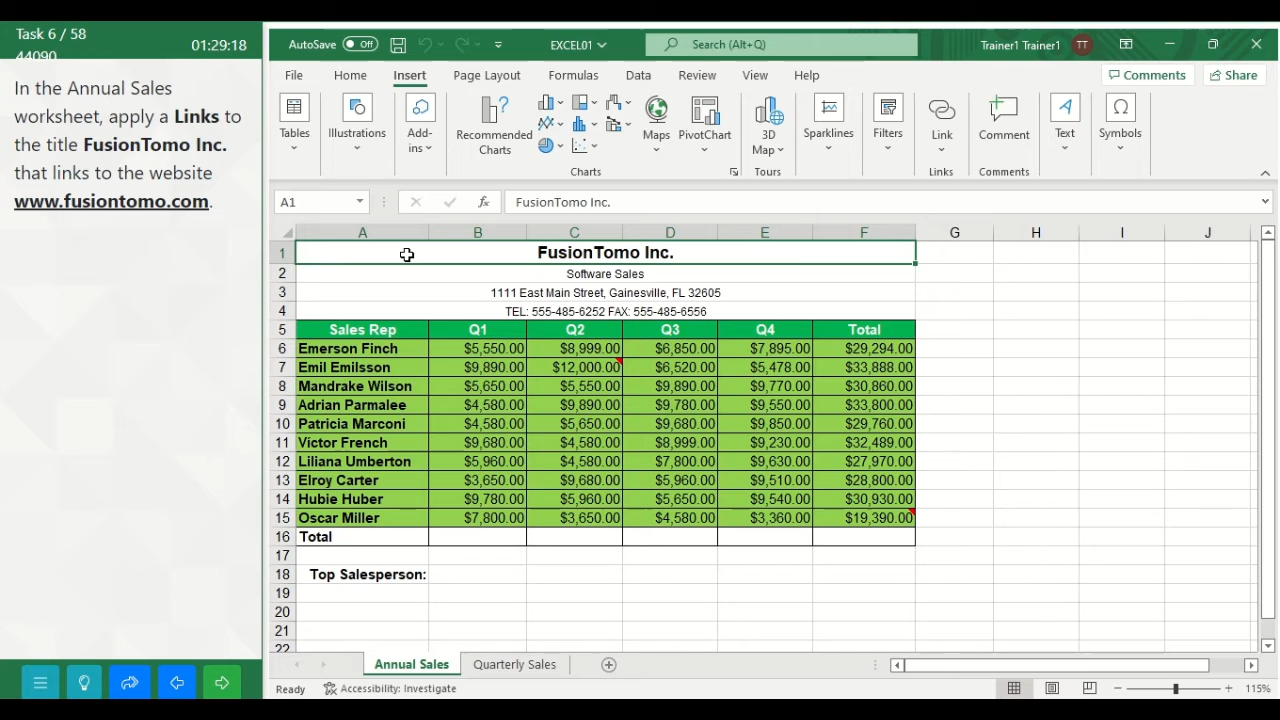 Task 6 / 58
44090
01:29:18
In the Annual Sales
worksheet, apply a Links to
the title FusionTomo Inc.
that links to the website
www.fusiontomo.com.
AutoSave Off EXCEL01 Search (Alt+Q) Trainer1 Trainer1 TT
File Home Insert Page Layout Formulas Data Review View Help Comments Share
Tables Illustrations Add-ins Recommended Charts Maps PivotChart 3D Map Sparklines Filters Link Comment Text Symbols
Charts Tours Links Comments
A1 fx FusionTomo Inc.
A B C D E F G H I J
1 FusionTomo Inc.
2 Software Sales
3 1111 East Main Street, Gainesville, FL 32605
4 TEL: 555-485-6252 FAX: 555-485-6556
5 Sales Rep Q1 Q2 Q3 Q4 Total
6 Emerson Finch $5,550.00 $8,999.00 $6,850.00 $7,895.00 $29,294.00
7 Emil Emilsson $9,890.00 $12,000.00 $6,520.00 $5,478.00 $33,888.00
8 Mandrake Wilson $5,650.00 $5,550.00 $9,890.00 $9,770.00 $30,860.00
9 Adrian Parmalee $4,580.00 $9,890.00 $9,780.00 $9,550.00 $33,800.00
10 Patricia Marconi $4,580.00 $5,650.00 $9,680.00 $9,850.00 $29,760.00
11 Victor French $9,680.00 $4,580.00 $8,999.00 $9,230.00 $32,489.00
12 Liliana Umberton $5,960.00 $4,580.00 $7,800.00 $9,630.00 $27,970.00
13 Elroy Carter $3,650.00 $9,680.00 $5,960.00 $9,510.00 $28,800.00
14 Hubie Huber $9,780.00 $5,960.00 $5,650.00 $9,540.00 $30,930.00
15 Oscar Miller $7,800.00 $3,650.00 $4,580.00 $3,360.00 $19,390.00
16 Total
17
18 Top Salesperson:
19
20
21
22
Annual Sales Quarterly Sales
Ready Accessibility: Investigate 115%